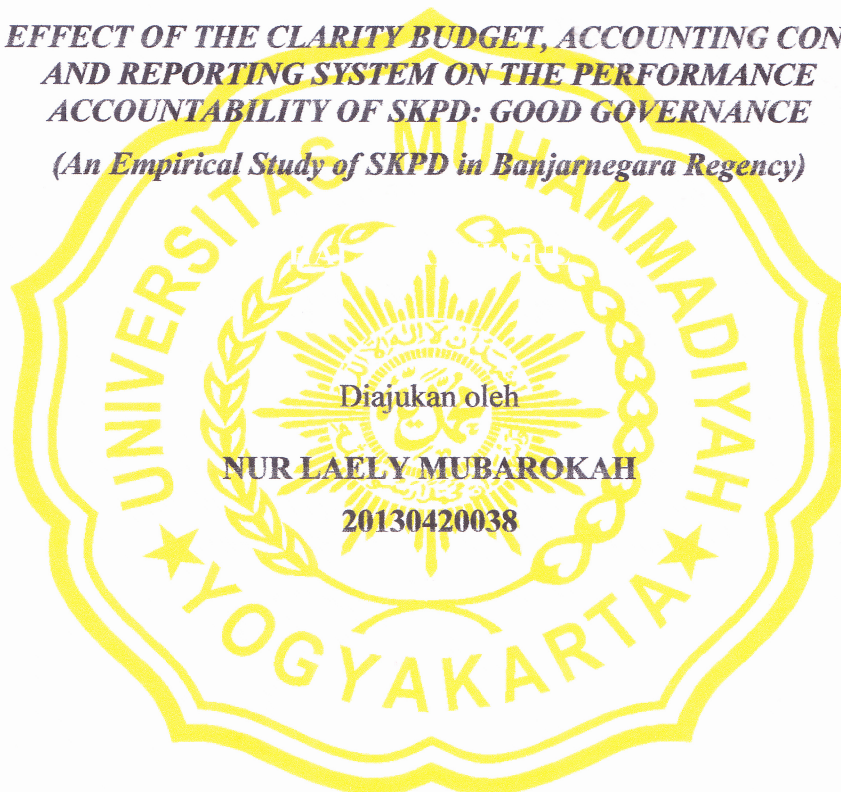 EFFECT OF THE CLARITY BUDGET, ACCOUNTING CON
AND REPORTING SYSTEM ON THE PERFORMANCE
ACCOUNTABILITY OF SKPD: GOOD GOVERNANCE
(An Empirical Study of SKPD in Banjarnegara Regency)
UNIVERSITAS MUHAMMADIYAH
Diajukan oleh
NUR LAELY MUBAROKAH
20130420038
YOGYAKARTA